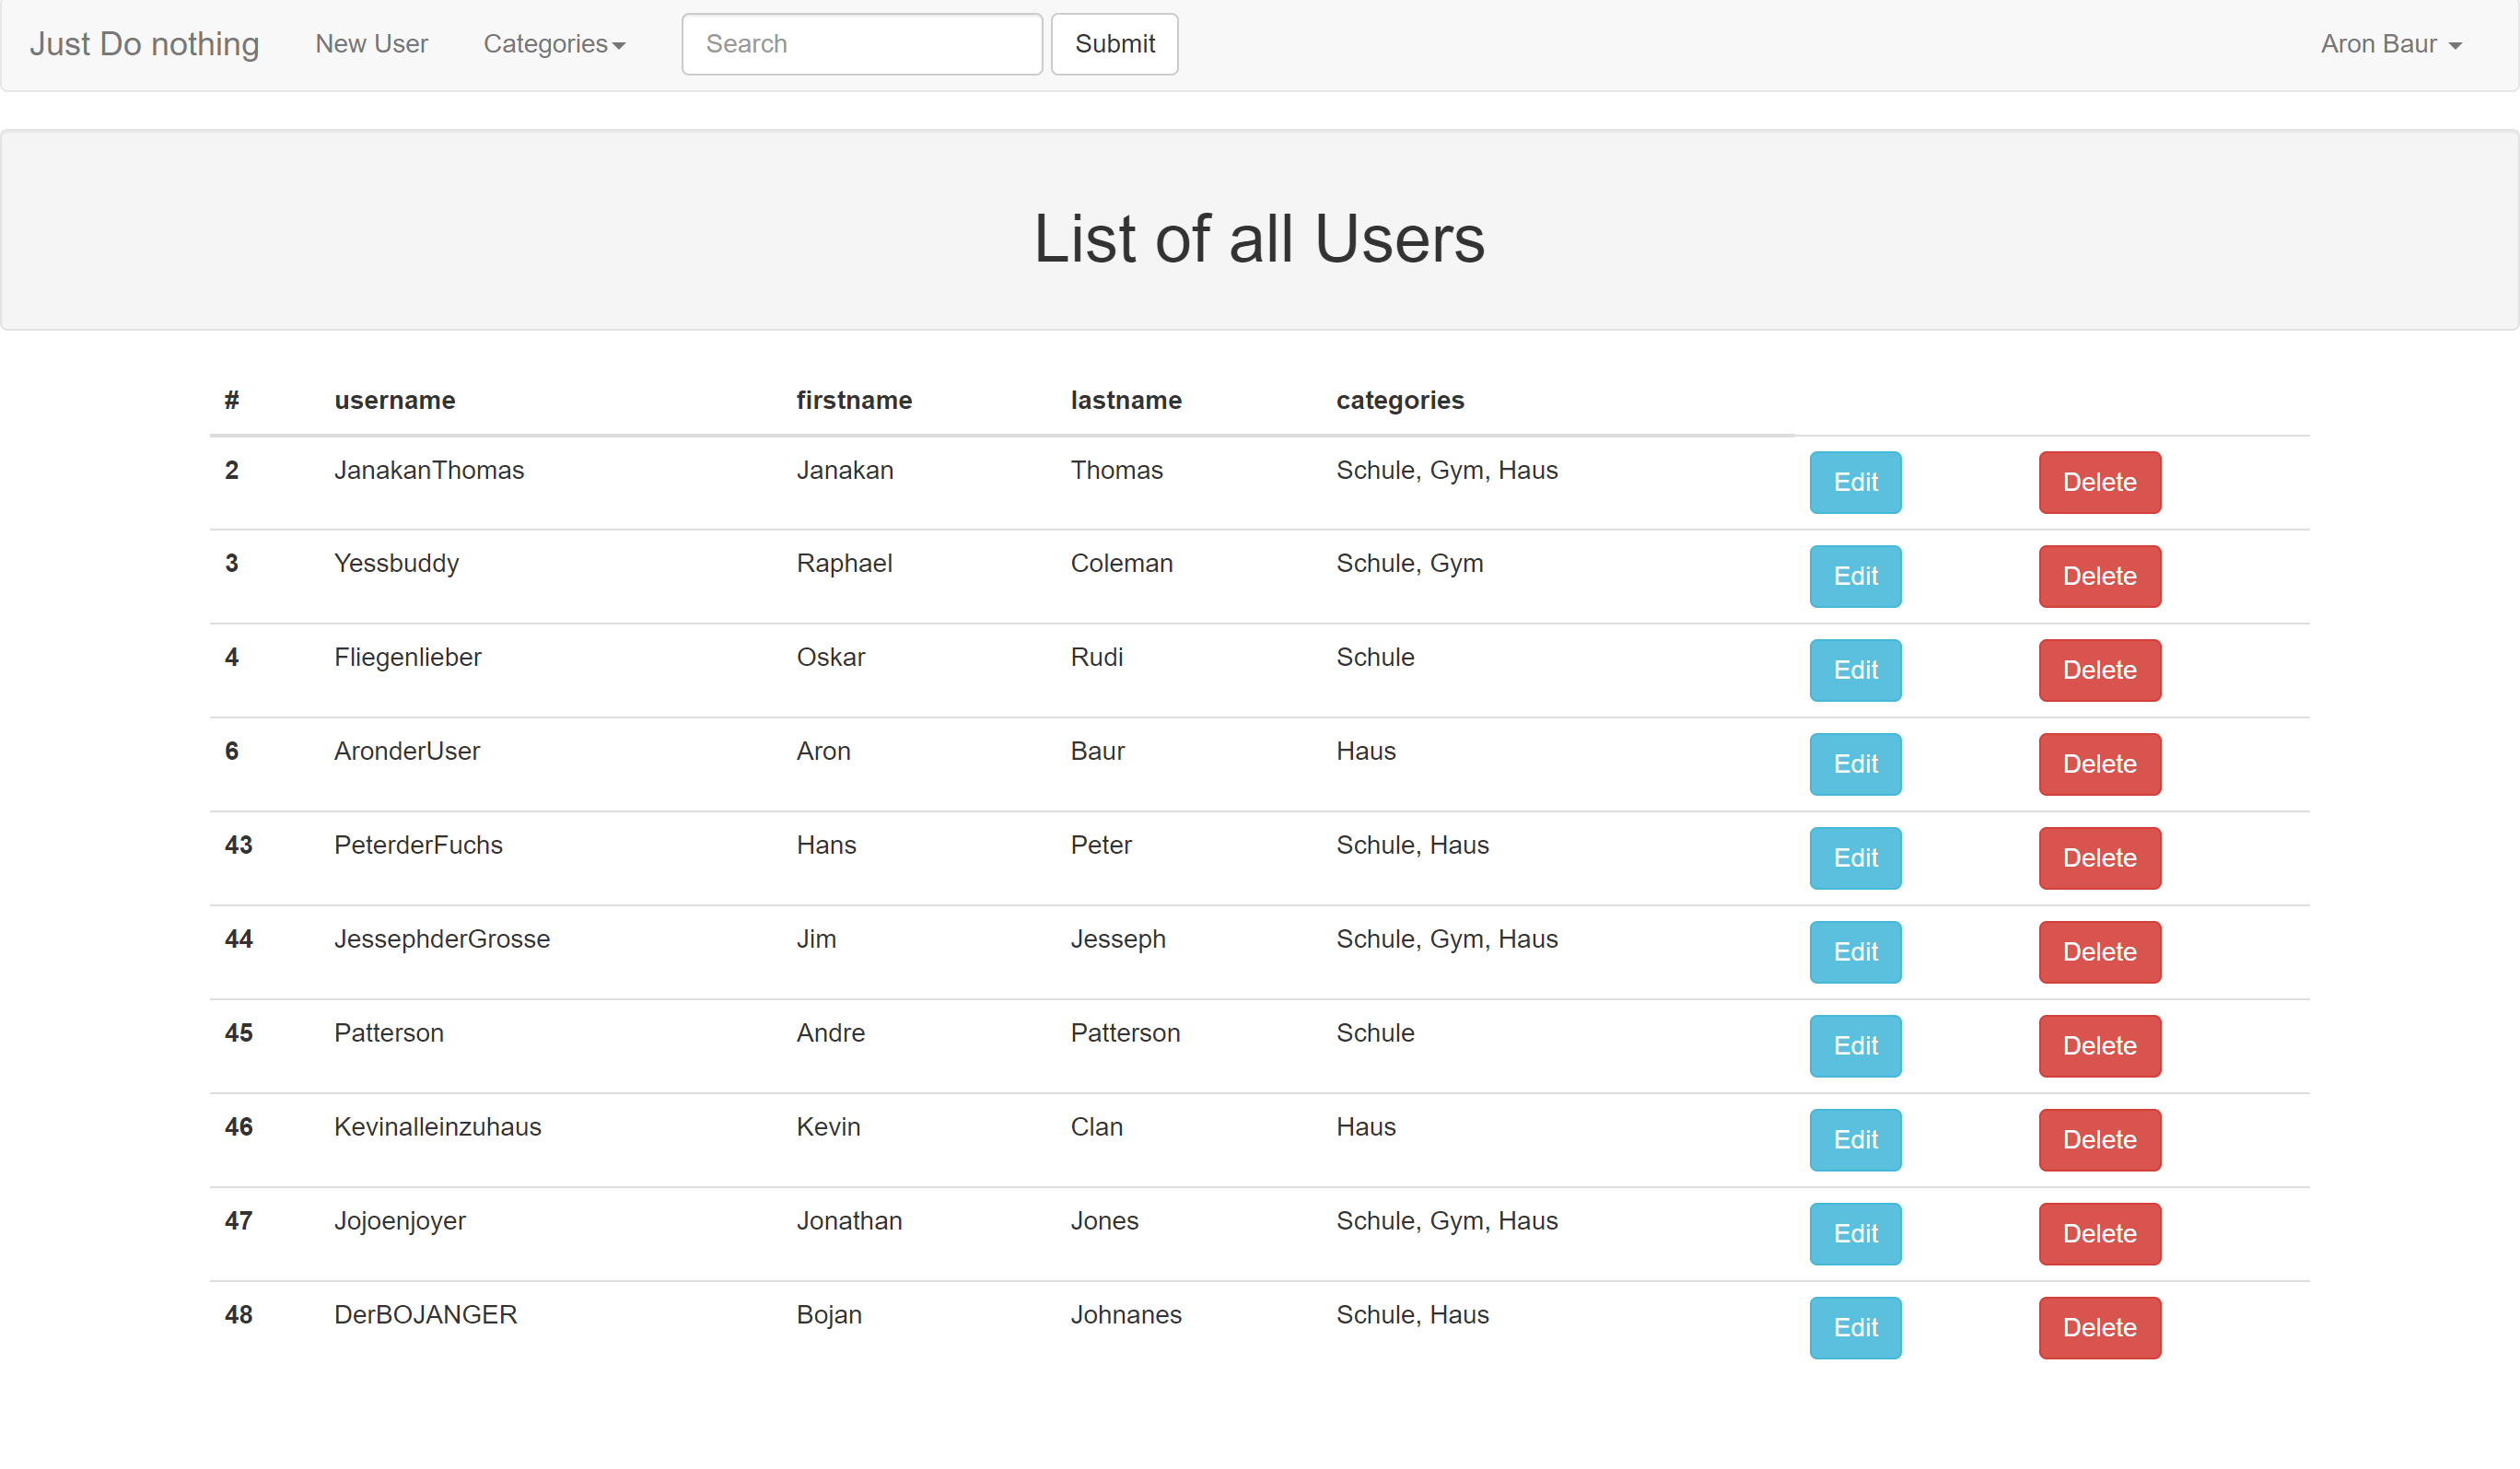 Just Do nothing New User Categories Search Submit Aron Baur
List of all Users
# username firstname lastname categories
2 JanakanThomas Janakan Thomas Schule, Gym, Haus Edit Delete
3 Yessbuddy Raphael Coleman Schule, Gym Edit Delete
4 Fliegenlieber Oskar Rudi Schule Edit Delete
6 AronderUser Aron Baur Haus Edit Delete
43 PeterderFuchs Hans Peter Schule, Haus Edit Delete
44 JessephderGrosse Jim Jesseph Schule, Gym, Haus Edit Delete
45 Patterson Andre Patterson Schule Edit Delete
46 Kevinalleinzuhaus Kevin Clan Haus Edit Delete
47 Jojoenjoyer Jonathan Jones Schule, Gym, Haus Edit Delete
48 DerBOJANGER Bojan Johnanes Schule, Haus Edit Delete